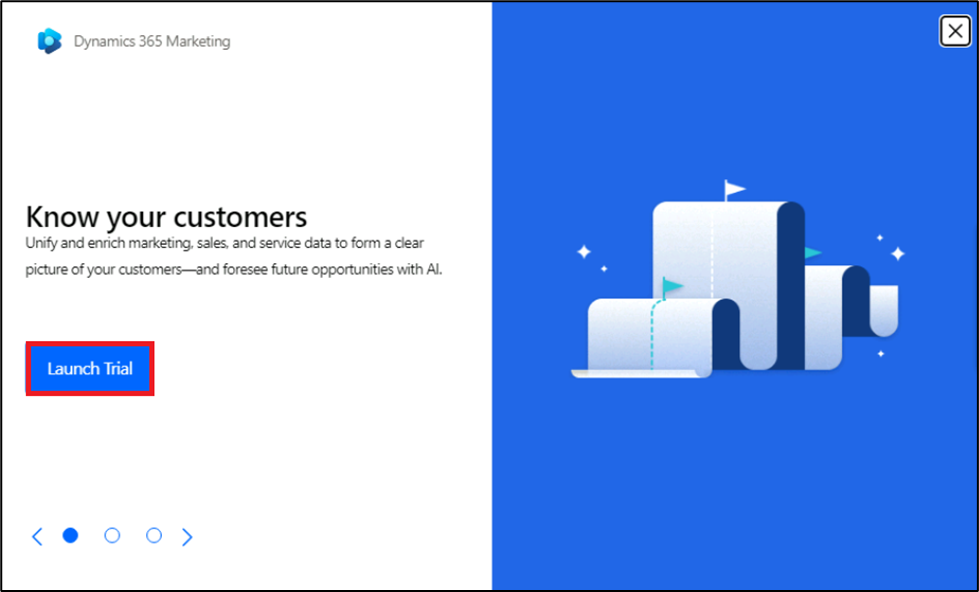 Dynamics 365 Marketing
Know your customers
Unify and enrich marketing, sales, and service data to form a clear
picture of your customers—and foresee future opportunities with AI.
Launch Trial